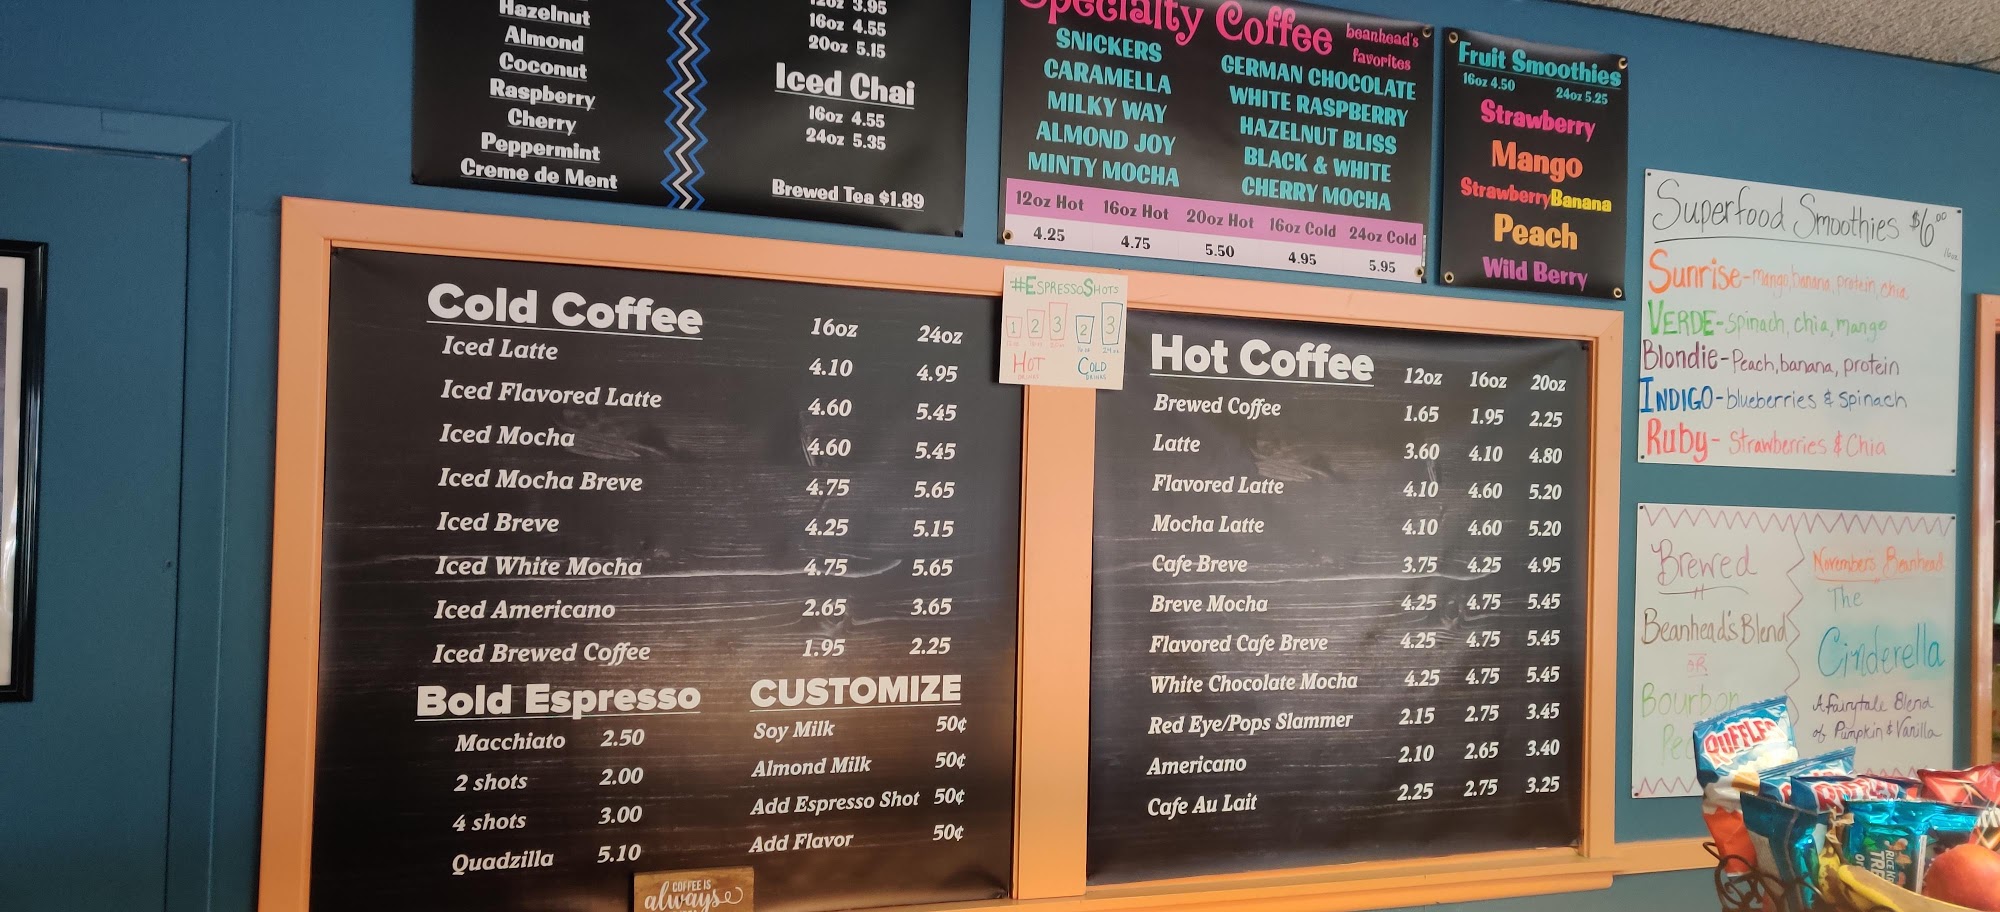 Hazelnut
Almond
Coconut
Raspberry
Cherry
Peppermint
Creme de Ment
12oz 3.95
16oz 4.55
20oz 5.15
Iced Chai
16oz 4.55
24oz 5.35
Brewed Tea $1.89
Specialty Coffee
beanhead's
favorites
SNICKERS
CARAMELLA
MILKY WAY
ALMOND JOY
MINTY MOCHA
GERMAN CHOCOLATE
WHITE RASPBERRY
HAZELNUT BLISS
BLACK & WHITE
CHERRY MOCHA
12oz Hot 16oz Hot 20oz Hot 16oz Cold 24oz Cold
4.25 4.75 5.50 4.95 5.95
Fruit Smoothies
16oz 4.50 24oz 5.25
Strawberry
Mango
StrawberryBanana
Peach
Wild Berry
Superfood Smoothies $6.00
16oz
Sunrise-mango, banana, protein, chia
VERDE-spinach, chia, mango
Blondie-Peach, banana, protein
INDIGO-blueberries & spinach
Ruby- Strawberries & Chia
Cold Coffee 16oz 24oz
Iced Latte 4.10 4.95
Iced Flavored Latte 4.60 5.45
Iced Mocha 4.60 5.45
Iced Mocha Breve 4.75 5.65
Iced Breve 4.25 5.15
Iced White Mocha 4.75 5.65
Iced Americano 2.65 3.65
Iced Brewed Coffee 1.95 2.25
Bold Espresso
Macchiato 2.50
2 shots 2.00
4 shots 3.00
Quadzilla 5.10
CUSTOMIZE
Soy Milk 50¢
Almond Milk 50¢
Add Espresso Shot 50¢
Add Flavor 50¢
COFFEE IS
always
#EspressoShots
1 2 3 2 3
HOT COLD
DRINKS DRINKS
Hot Coffee 12oz 16oz 20oz
Brewed Coffee 1.65 1.95 2.25
Latte 3.60 4.10 4.80
Flavored Latte 4.10 4.60 5.20
Mocha Latte 4.10 4.60 5.20
Cafe Breve 3.75 4.25 4.95
Breve Mocha 4.25 4.75 5.45
Flavored Cafe Breve 4.25 4.75 5.45
White Chocolate Mocha 4.25 4.75 5.45
Red Eye/Pops Slammer 2.15 2.75 3.45
Americano 2.10 2.65 3.40
Cafe Au Lait 2.25 2.75 3.25
Brewed
Beanhead's Blend
OR
Bourbon
November's Beanhead
The
Cinderella
A fairytale Blend
of Pumpkin & Vanilla
RUFFLES